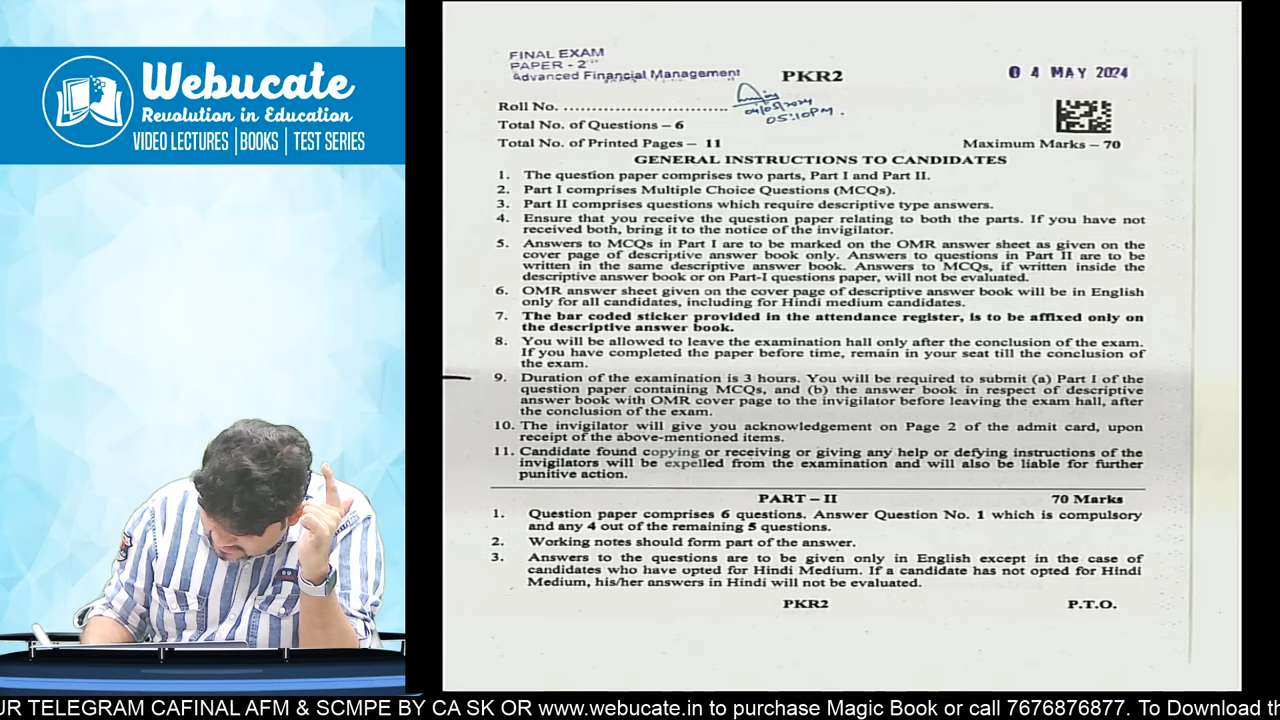 Webucate
Revolution in Education
VIDEO LECTURES | BOOKS | TEST SERIES
FINAL EXAM
PAPER - 2
Advanced Financial Management
PKR2
04 MAY 2024
04/05/2024
05:10PM.
Roll No. ................................
Total No. of Questions – 6
Total No. of Printed Pages – 11
Maximum Marks – 70
GENERAL INSTRUCTIONS TO CANDIDATES
1. The question paper comprises two parts, Part I and Part II.
2. Part I comprises Multiple Choice Questions (MCQs).
3. Part II comprises questions which require descriptive type answers.
4. Ensure that you receive the question paper relating to both the parts. If you have not
received both, bring it to the notice of the invigilator.
5. Answers to MCQs in Part I are to be marked on the OMR answer sheet as given on the
cover page of descriptive answer book only. Answers to questions in Part II are to be
written in the same descriptive answer book. Answers to MCQs, if written inside the
descriptive answer book or on Part-I questions paper, will not be evaluated.
6. OMR answer sheet given on the cover page of descriptive answer book will be in English
only for all candidates, including for Hindi medium candidates.
7. The bar coded sticker provided in the attendance register, is to be affixed only on
the descriptive answer book.
8. You will be allowed to leave the examination hall only after the conclusion of the exam.
If you have completed the paper before time, remain in your seat till the conclusion of
the exam.
9. Duration of the examination is 3 hours. You will be required to submit (a) Part I of the
question paper containing MCQs, and (b) the answer book in respect of descriptive
answer book with OMR cover page to the invigilator before leaving the exam hall, after
the conclusion of the exam.
10. The invigilator will give you acknowledgement on Page 2 of the admit card, upon
receipt of the above-mentioned items.
11. Candidate found copying or receiving or giving any help or defying instructions of the
invigilators will be expelled from the examination and will also be liable for further
punitive action.
PART – II
70 Marks
1. Question paper comprises 6 questions. Answer Question No. 1 which is compulsory
and any 4 out of the remaining 5 questions.
2. Working notes should form part of the answer.
3. Answers to the questions are to be given only in English except in the case of
candidates who have opted for Hindi Medium. If a candidate has not opted for Hindi
Medium, his/her answers in Hindi will not be evaluated.
PKR2
P.T.O.
UR TELEGRAM CAFINAL AFM & SCMPE BY CA SK OR www.webucate.in to purchase Magic Book or call 7676876877. To Download th